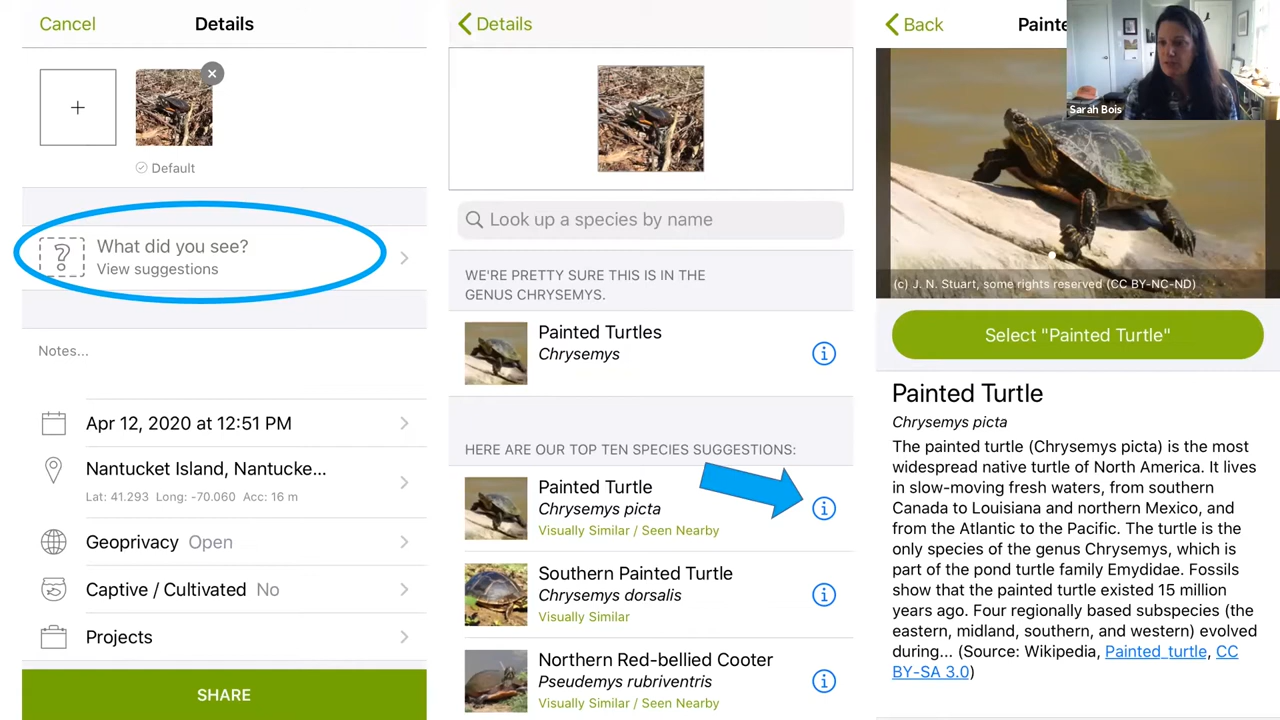 Cancel
Details
Default
What did you see?
View suggestions
Notes...
Apr 12, 2020 at 12:51 PM
Nantucket Island, Nantucke...
Lat: 41.293 Long: -70.060 Acc: 16 m
Geoprivacy Open
Captive / Cultivated No
Projects
SHARE
Details
Look up a species by name
WE'RE PRETTY SURE THIS IS IN THE
GENUS CHRYSEMYS.
Painted Turtles
Chrysemys
HERE ARE OUR TOP TEN SPECIES SUGGESTIONS:
Painted Turtle
Chrysemys picta
Visually Similar / Seen Nearby
Southern Painted Turtle
Chrysemys dorsalis
Visually Similar
Northern Red-bellied Cooter
Pseudemys rubriventris
Visually Similar / Seen Nearby
Back
Painte
Sarah Bois
(c) J. N. Stuart, some rights reserved (CC BY-NC-ND)
Select "Painted Turtle"
Painted Turtle
Chrysemys picta
The painted turtle (Chrysemys picta) is the most
widespread native turtle of North America. It lives
in slow-moving fresh waters, from southern
Canada to Louisiana and northern Mexico, and
from the Atlantic to the Pacific. The turtle is the
only species of the genus Chrysemys, which is
part of the pond turtle family Emydidae. Fossils
show that the painted turtle existed 15 million
years ago. Four regionally based subspecies (the
eastern, midland, southern, and western) evolved
during... (Source: Wikipedia, Painted_turtle, CC
BY-SA 3.0)